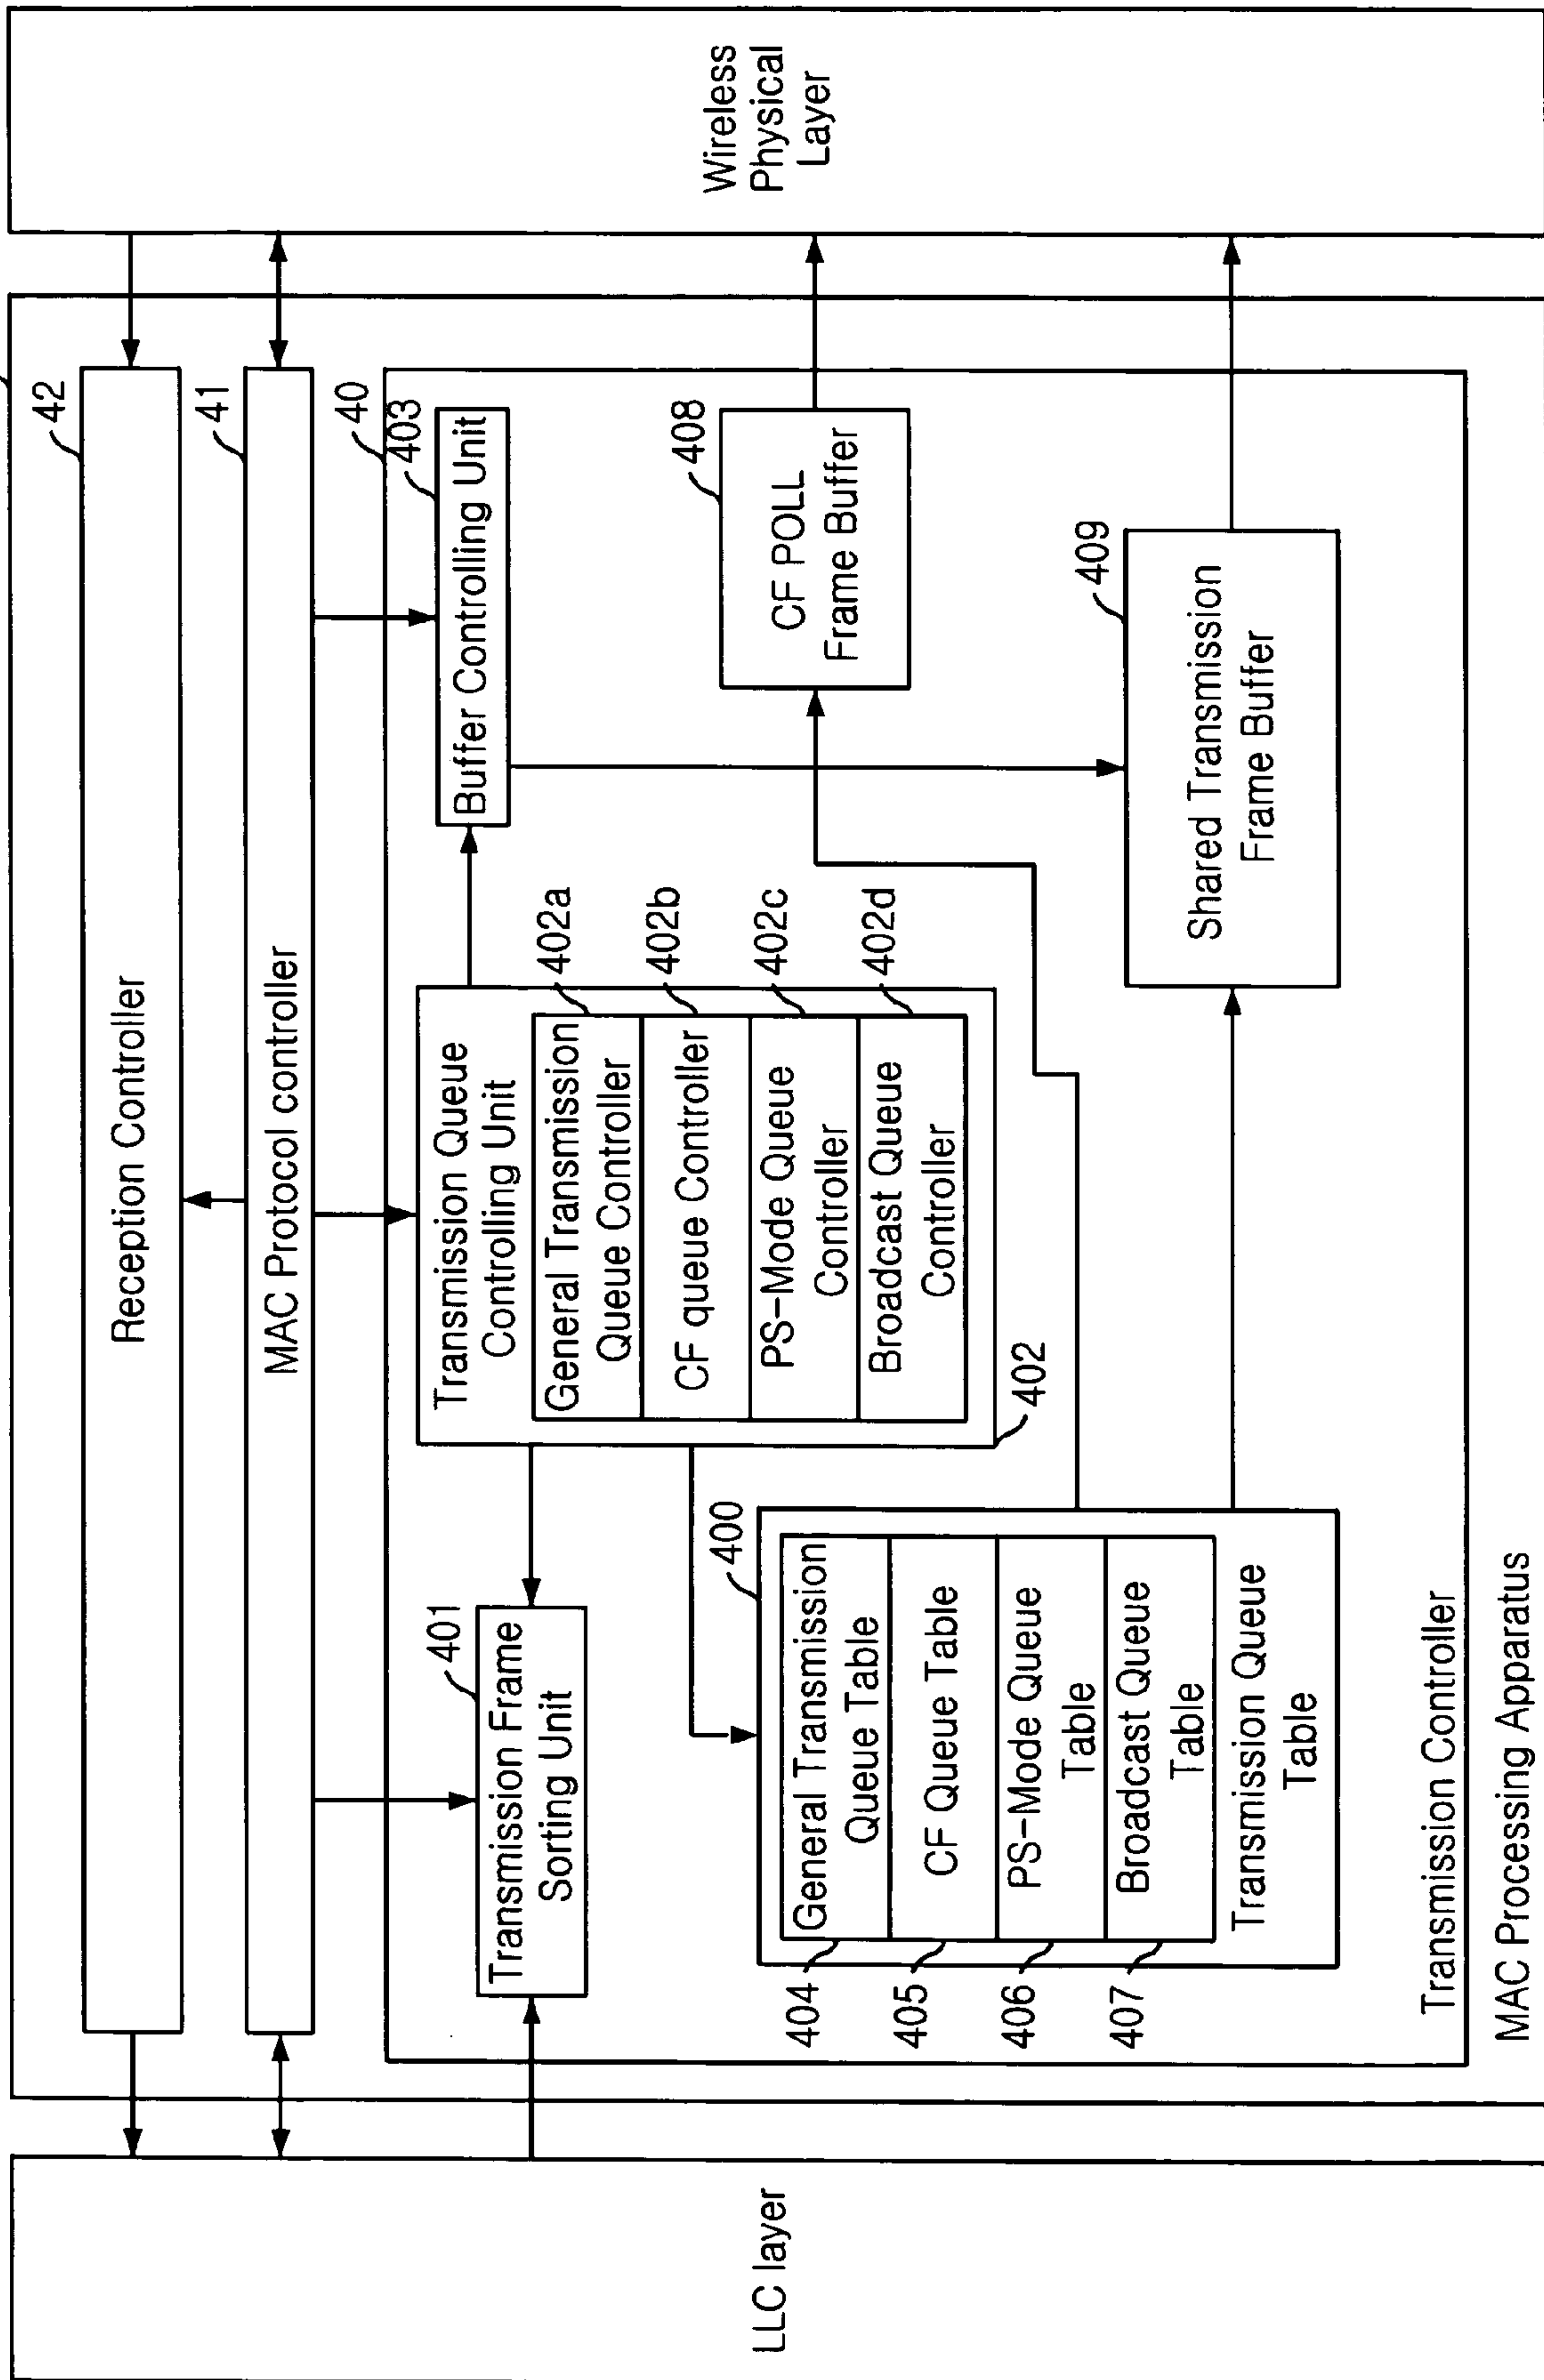 LLC layer
42
Reception Controller
41
MAC Protocol controller
40
401
Transmission Frame
Sorting Unit
Transmission Queue
Controlling Unit
General Transmission
Queue Controller
402a
CF queue Controller
402b
PS-Mode Queue
Controller
402c
Broadcast Queue
Controller
402d
402
403
Buffer Controlling Unit
400
404
General Transmission
Queue Table
405
CF Queue Table
406
PS-Mode Queue
Table
407
Broadcast Queue
Table
Transmission Queue
Table
408
CF POLL
Frame Buffer
409
Shared Transmission
Frame Buffer
Transmission Controller
MAC Processing Apparatus
Wireless
Physical
Layer